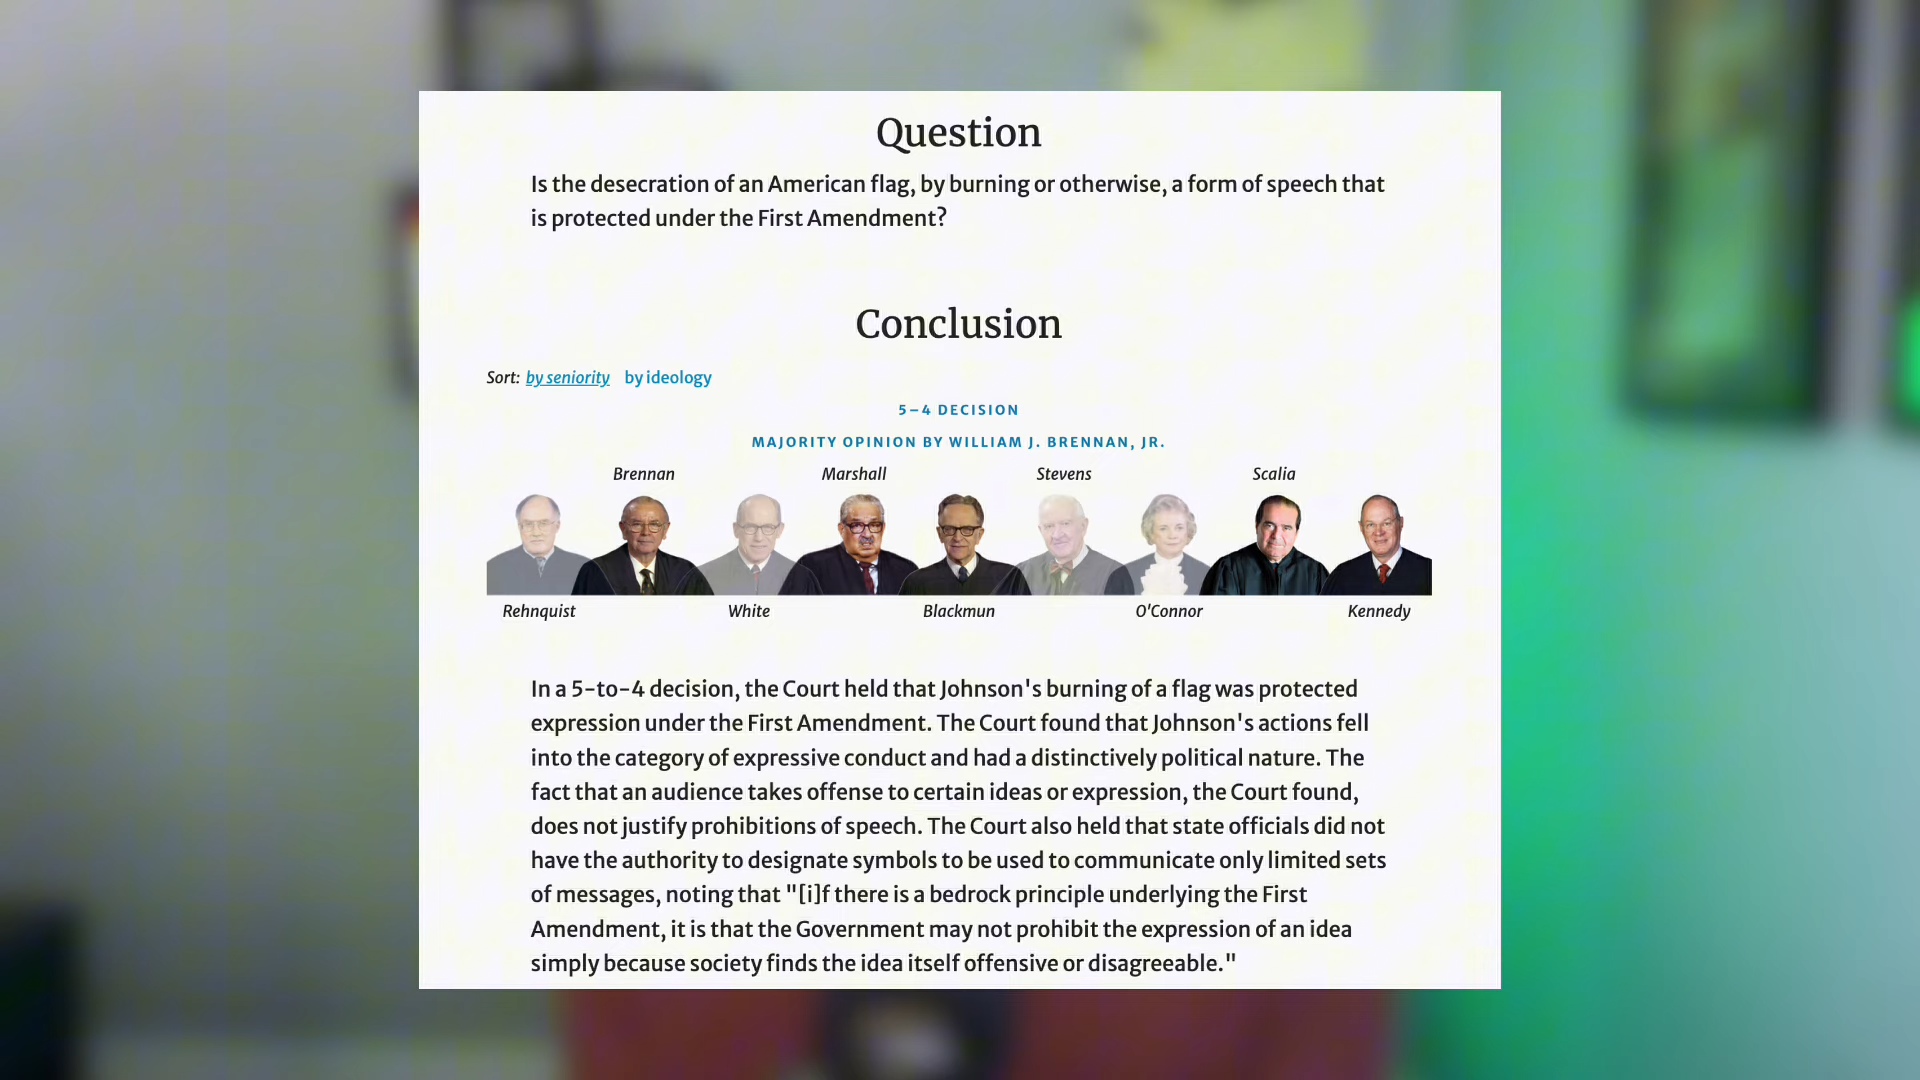 Question
Is the desecration of an American flag, by burning or otherwise, a form of speech that
is protected under the First Amendment?
Conclusion
Sort: by seniority by ideology
5–4 DECISION
MAJORITY OPINION BY WILLIAM J. BRENNAN, JR.
Brennan Marshall Stevens Scalia
Rehnquist White Blackmun O'Connor Kennedy
In a 5-to-4 decision, the Court held that Johnson's burning of a flag was protected
expression under the First Amendment. The Court found that Johnson's actions fell
into the category of expressive conduct and had a distinctively political nature. The
fact that an audience takes offense to certain ideas or expression, the Court found,
does not justify prohibitions of speech. The Court also held that state officials did not
have the authority to designate symbols to be used to communicate only limited sets
of messages, noting that "[i]f there is a bedrock principle underlying the First
Amendment, it is that the Government may not prohibit the expression of an idea
simply because society finds the idea itself offensive or disagreeable."